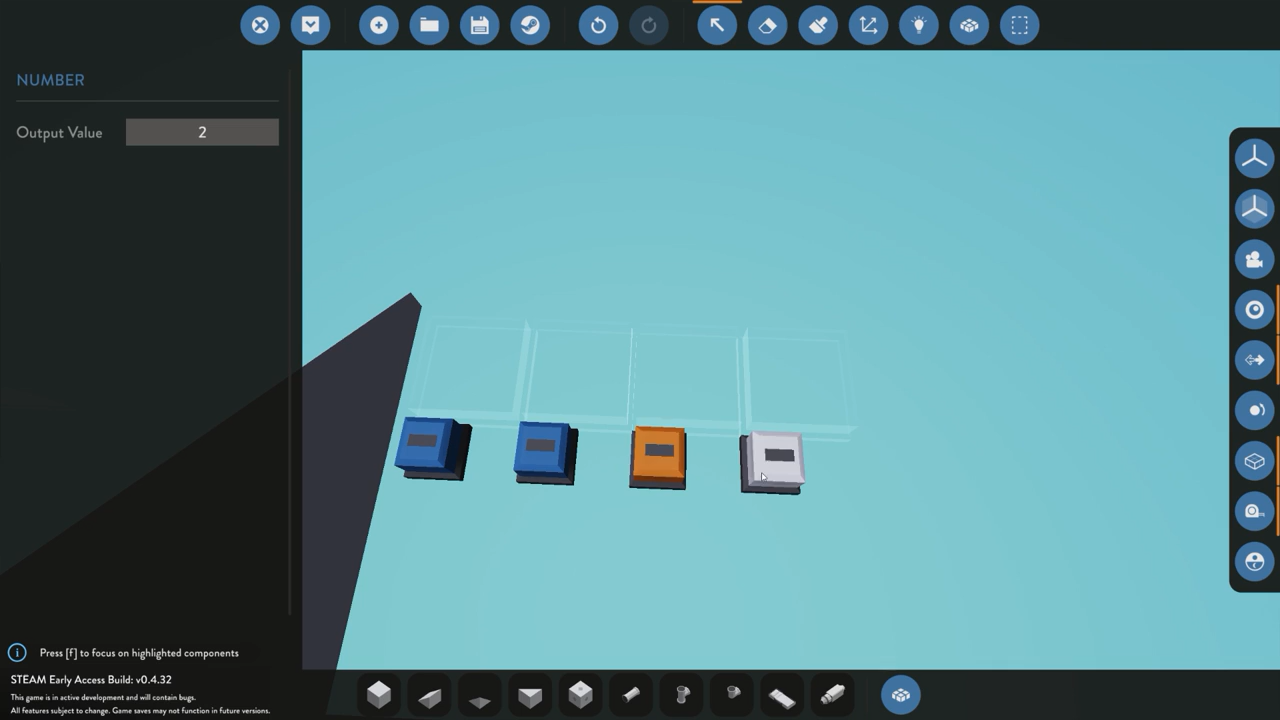 NUMBER
Output Value 2
Press [f] to focus on highlighted components
STEAM Early Access Build: v0.4.32
This game is in active development and will contain bugs.
All features subject to change. Game saves may not function in future versions.